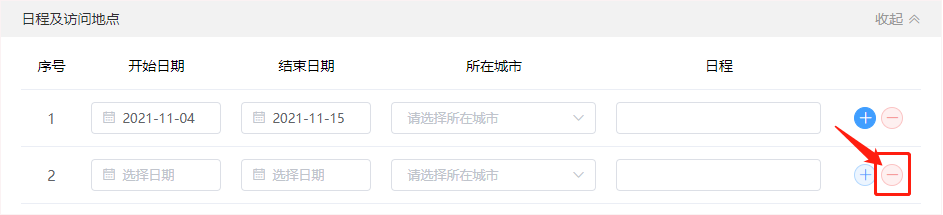 日程及访问地点 收起
序号 开始日期 结束日期 所在城市 日程
1 2021-11-04 2021-11-15 请选择所在城市
2 选择日期 选择日期 请选择所在城市